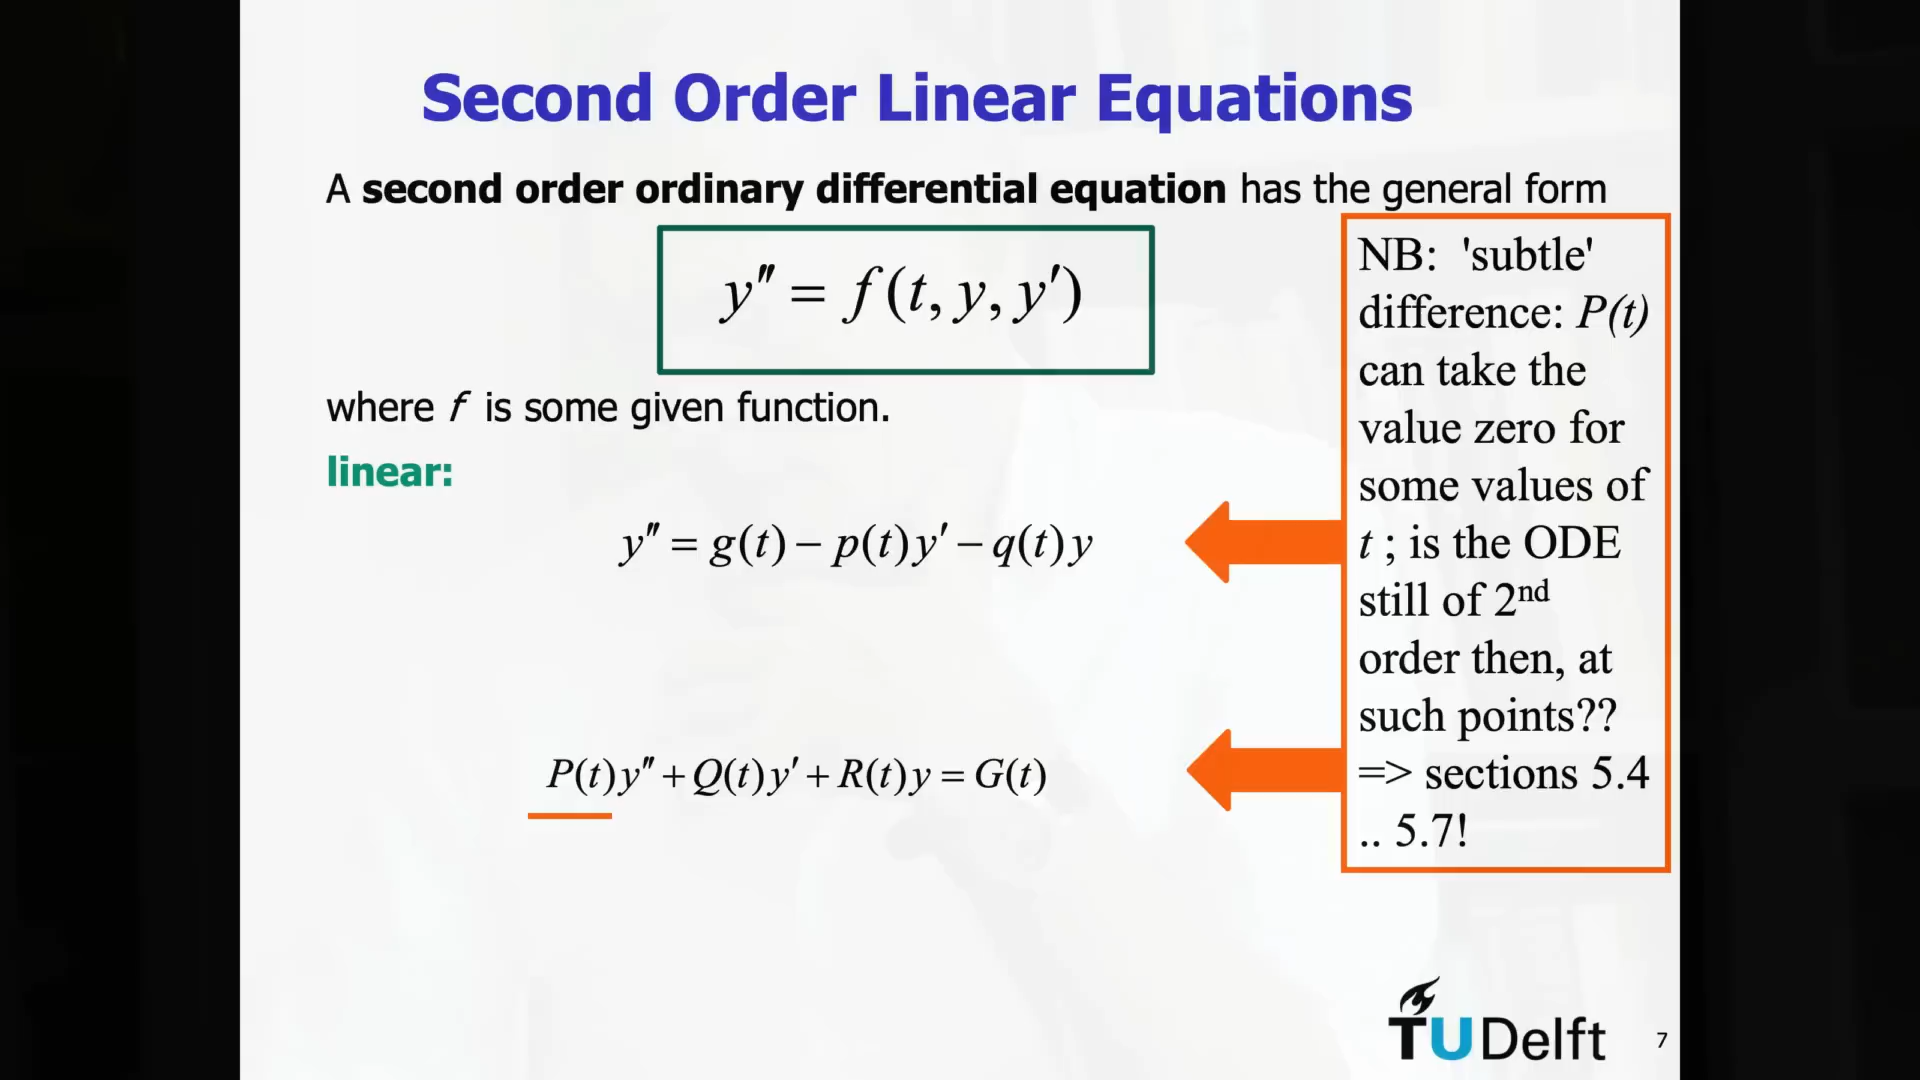 Second Order Linear Equations
A second order ordinary differential equation has the general form
y″ = f(t, y, y′)
where f is some given function.
linear:
y″ = g(t) − p(t)y′ − q(t)y
P(t)y″ + Q(t)y′ + R(t)y = G(t)
NB: 'subtle'
difference: P(t)
can take the
value zero for
some values of
t ; is the ODE
still of 2nd
order then, at
such points??
=> sections 5.4
.. 5.7!
TU Delft
7